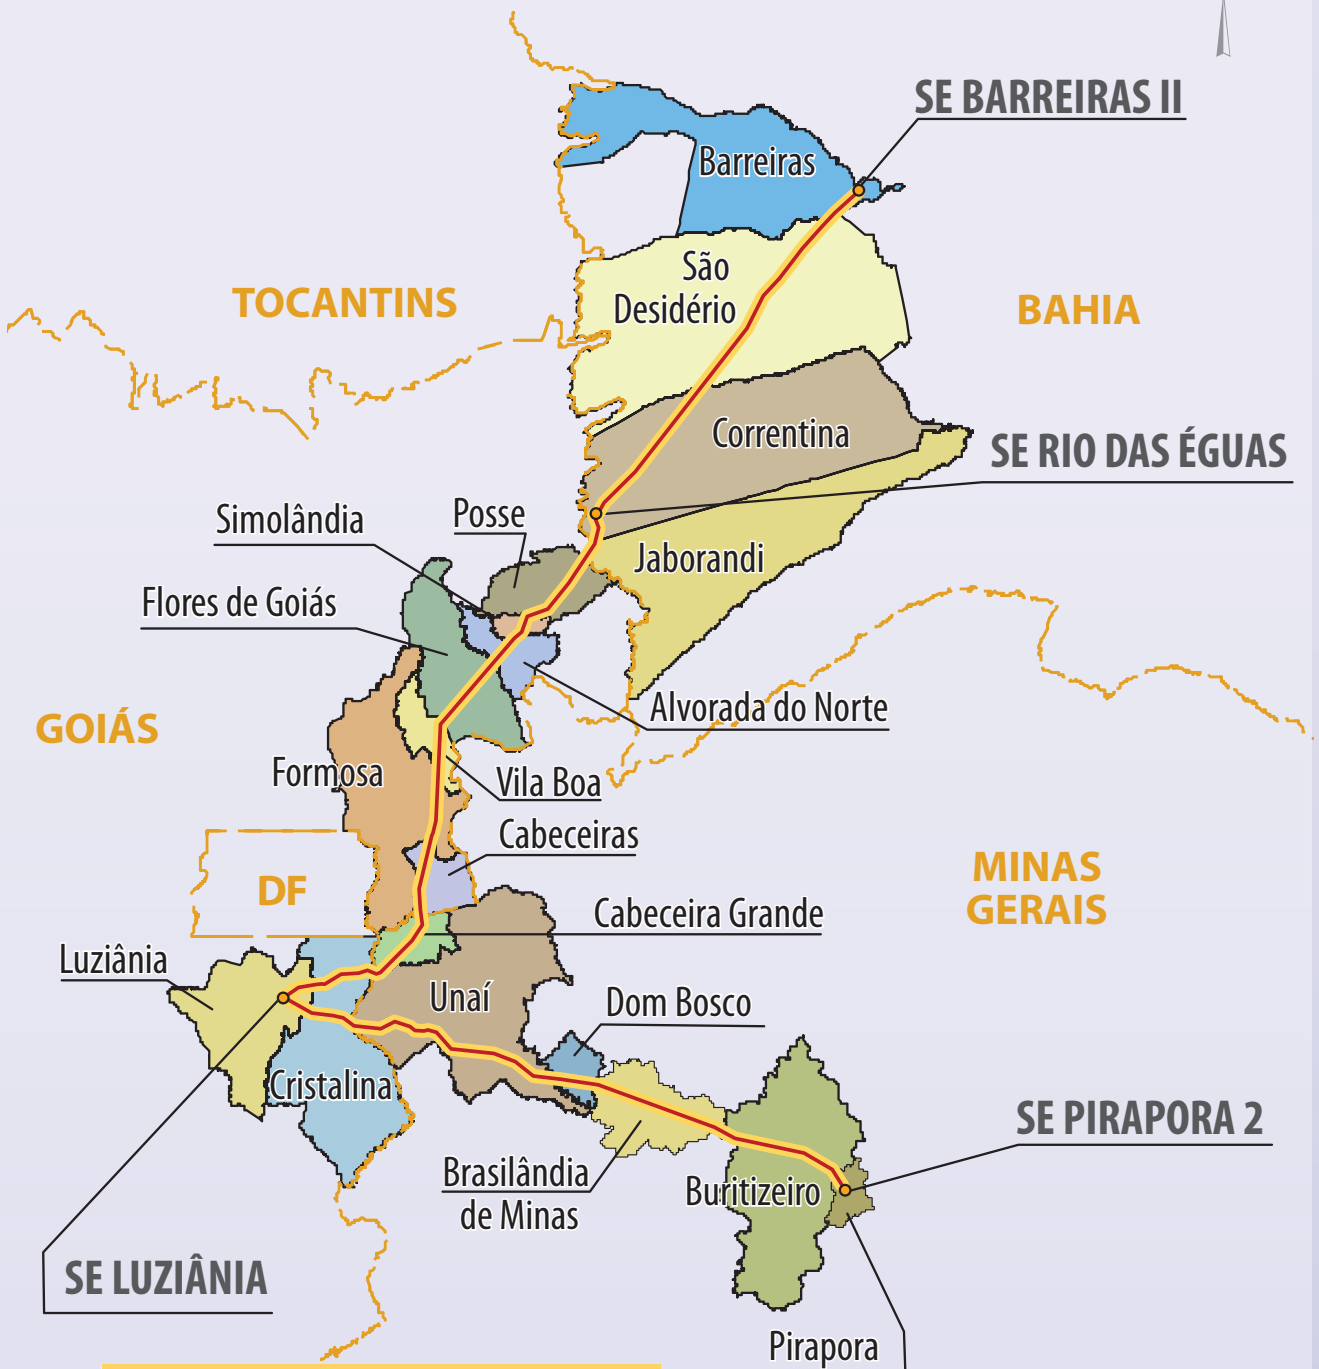 SE BARREIRAS II
Barreiras
São
Desidério
TOCANTINS
BAHIA
Correntina
SE RIO DAS ÉGUAS
Simolândia
Posse
Jaborandi
Flores de Goiás
Alvorada do Norte
GOIÁS
Formosa
Vila Boa
Cabeceiras
MINAS
GERAIS
DF
Cabeceira Grande
Luziânia
Unaí
Dom Bosco
Cristalina
SE PIRAPORA 2
Brasilândia
de Minas
Buritizeiro
SE LUZIÂNIA
Pirapora